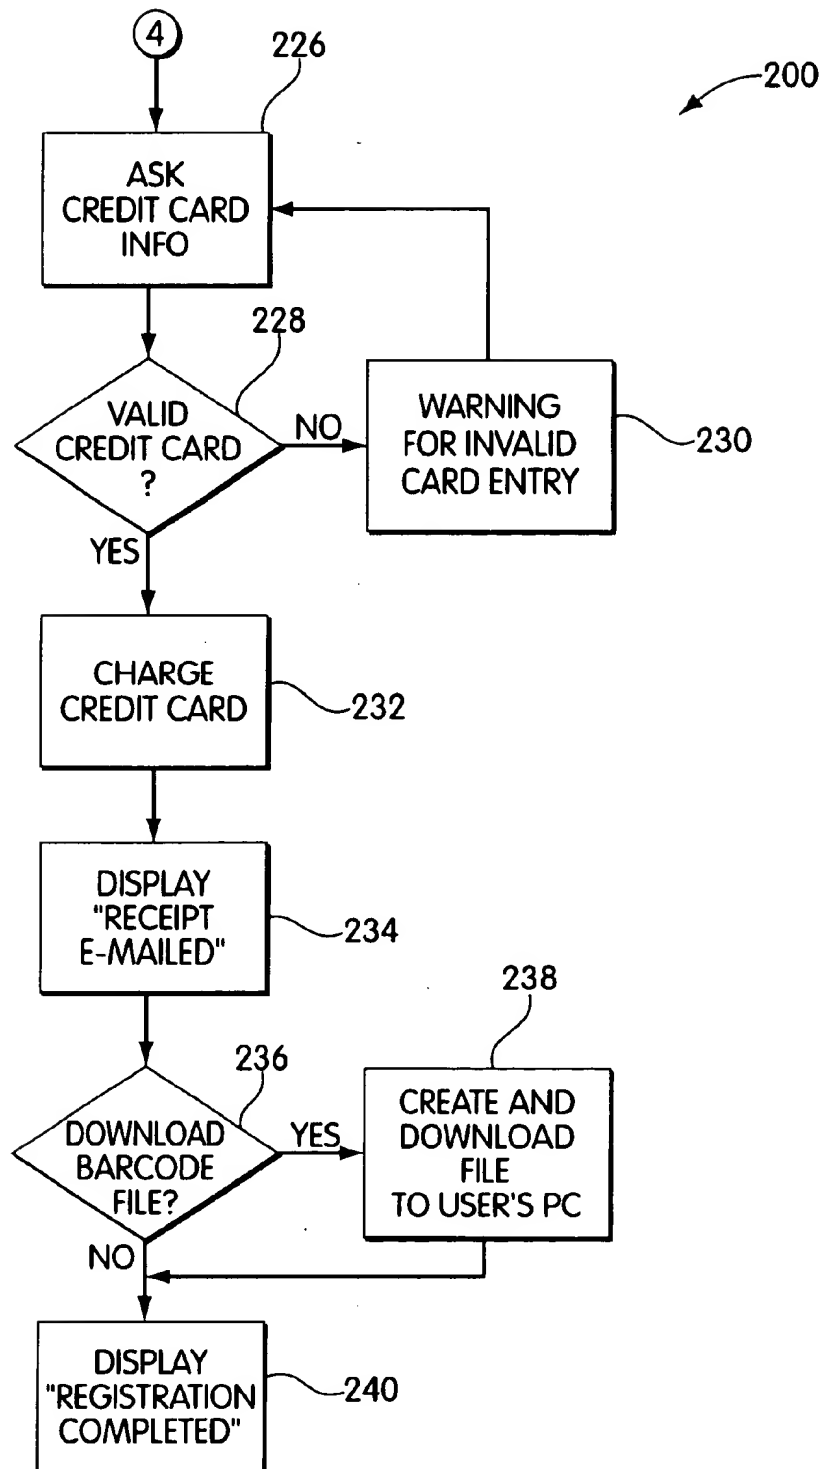 4
226
200
ASK
CREDIT CARD
INFO
228
VALID
CREDIT CARD
?
NO
WARNING
FOR INVALID
CARD ENTRY
230
YES
CHARGE
CREDIT CARD
232
DISPLAY
"RECEIPT
E-MAILED"
234
238
236
DOWNLOAD
BARCODE
FILE?
YES
CREATE AND
DOWNLOAD
FILE
TO USER'S PC
NO
DISPLAY
"REGISTRATION
COMPLETED"
240